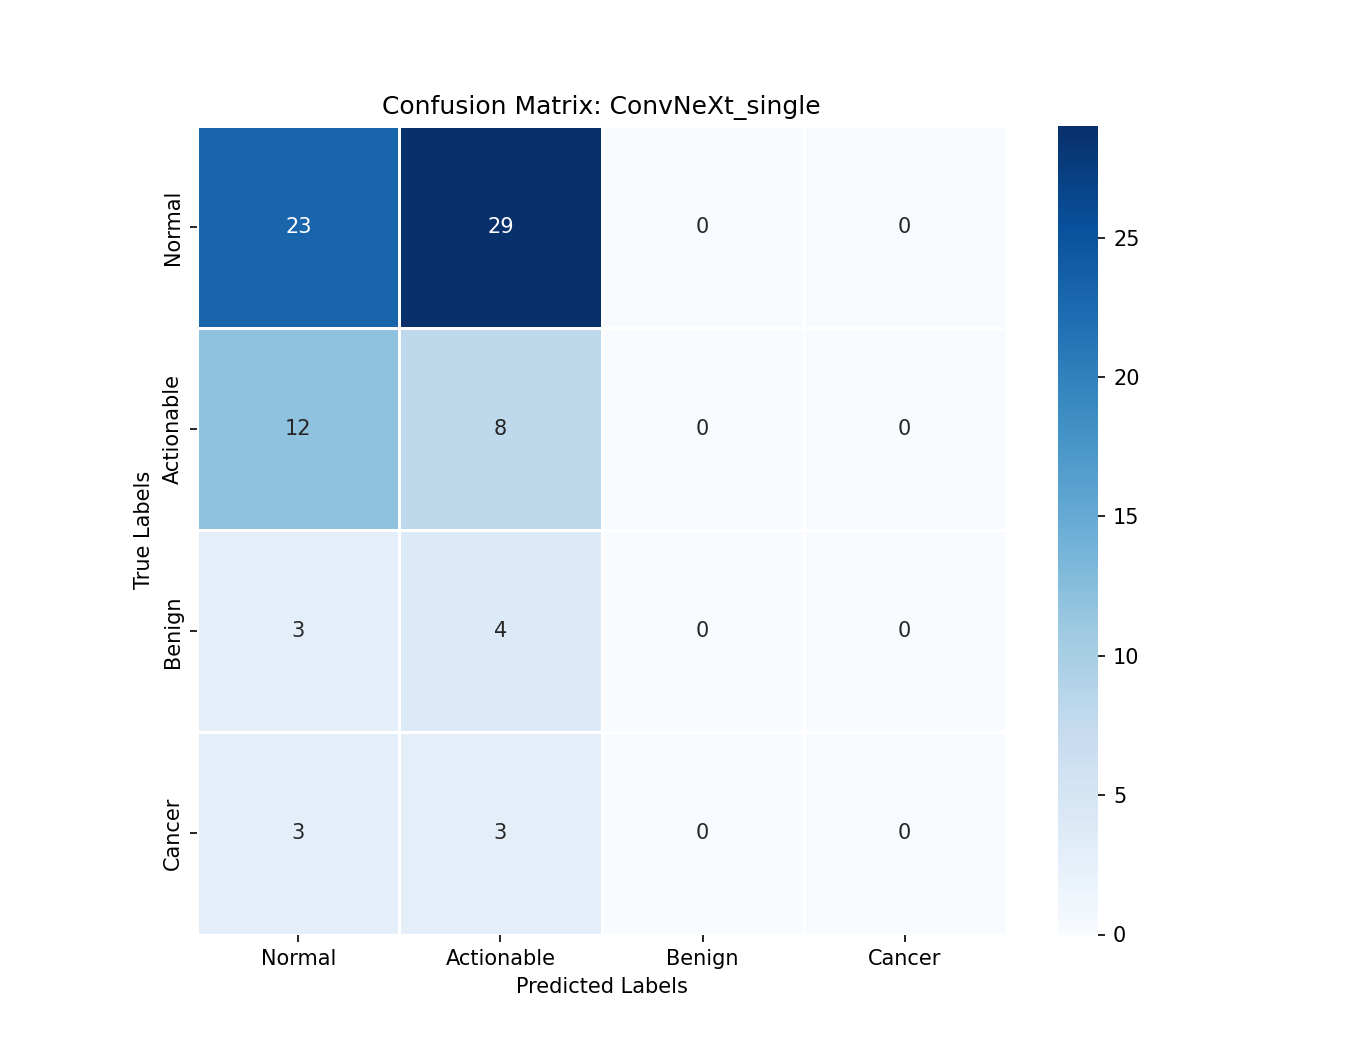 Confusion Matrix: ConvNeXt_single
True Labels
Normal
23 29 0 0
Actionable
12 8 0 0
Benign
3 4 0 0
Cancer
3 3 0 0
Normal Actionable Benign Cancer
Predicted Labels
25
20
15
10
5
0